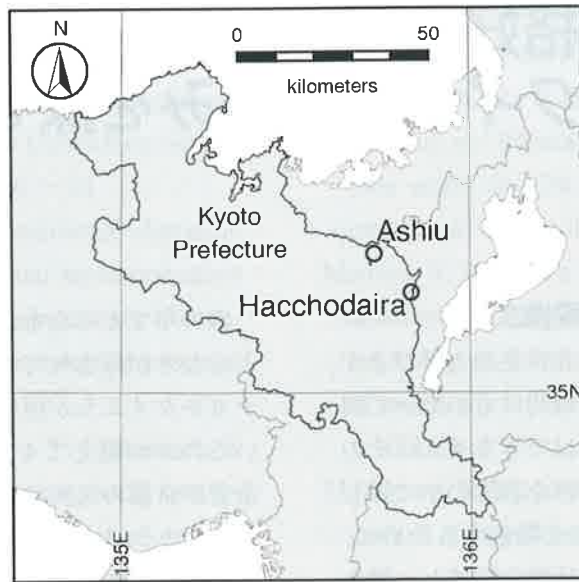 N
0 50
kilometers
Kyoto
Prefecture
Ashiu
Hacchodaira
35N
135E
136E